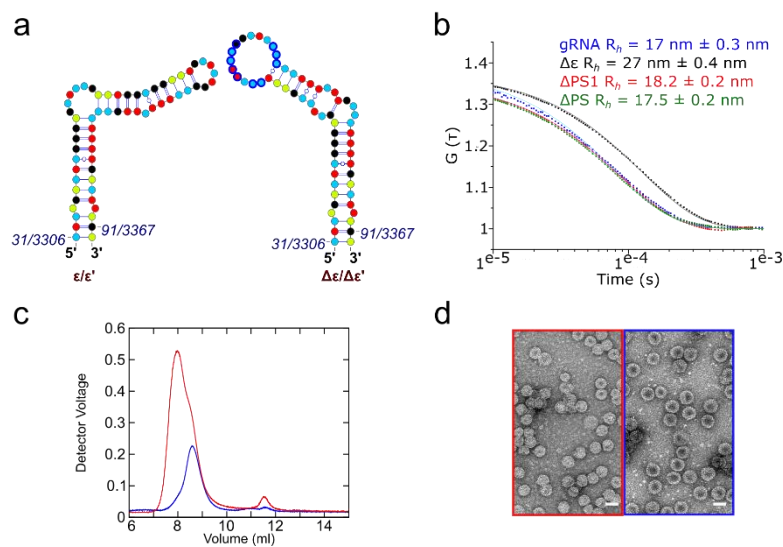 a
31/3306
91/3367
5' 3'
ε/ε'
31/3306
91/3367
5' 3'
Δε/Δε'
b
gRNA Rh = 17 nm ± 0.3 nm
Δε Rh = 27 nm ± 0.4 nm
ΔPS1 Rh = 18.2 ± 0.2 nm
ΔPS Rh = 17.5 ± 0.2 nm
G (τ)
1.4
1.3
1.2
1.1
1
1e-5
1e-4
1e-3
Time (s)
c
Detector Voltage
0.6
0.5
0.4
0.3
0.2
0.1
0
6 8 10 12 14
Volume (ml)
d